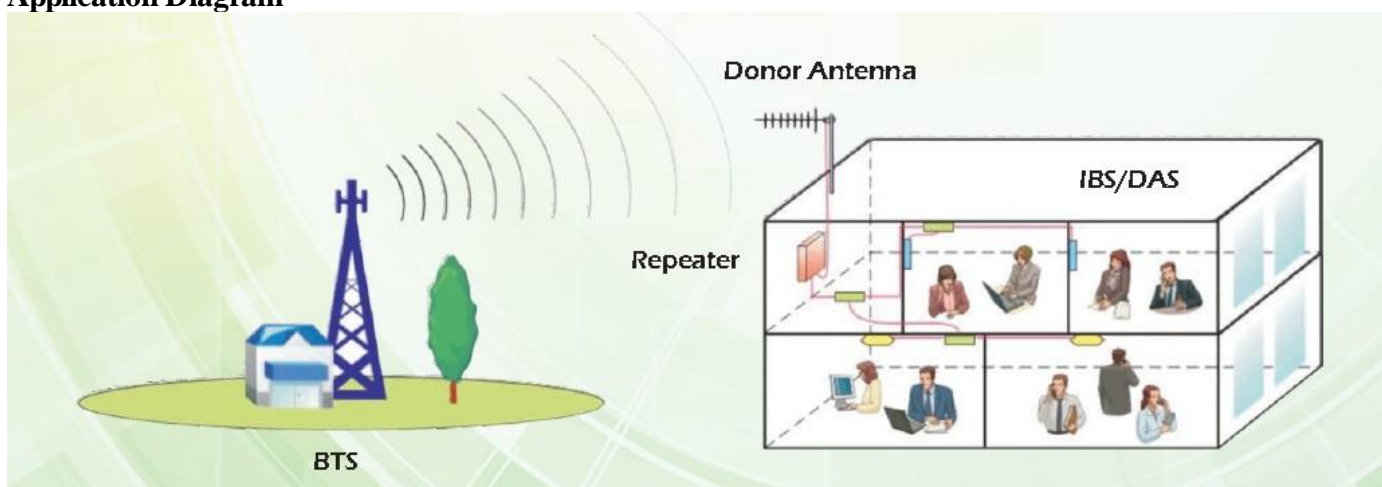 Application Diagram
Donor Antenna
IBS/DAS
Repeater
BTS